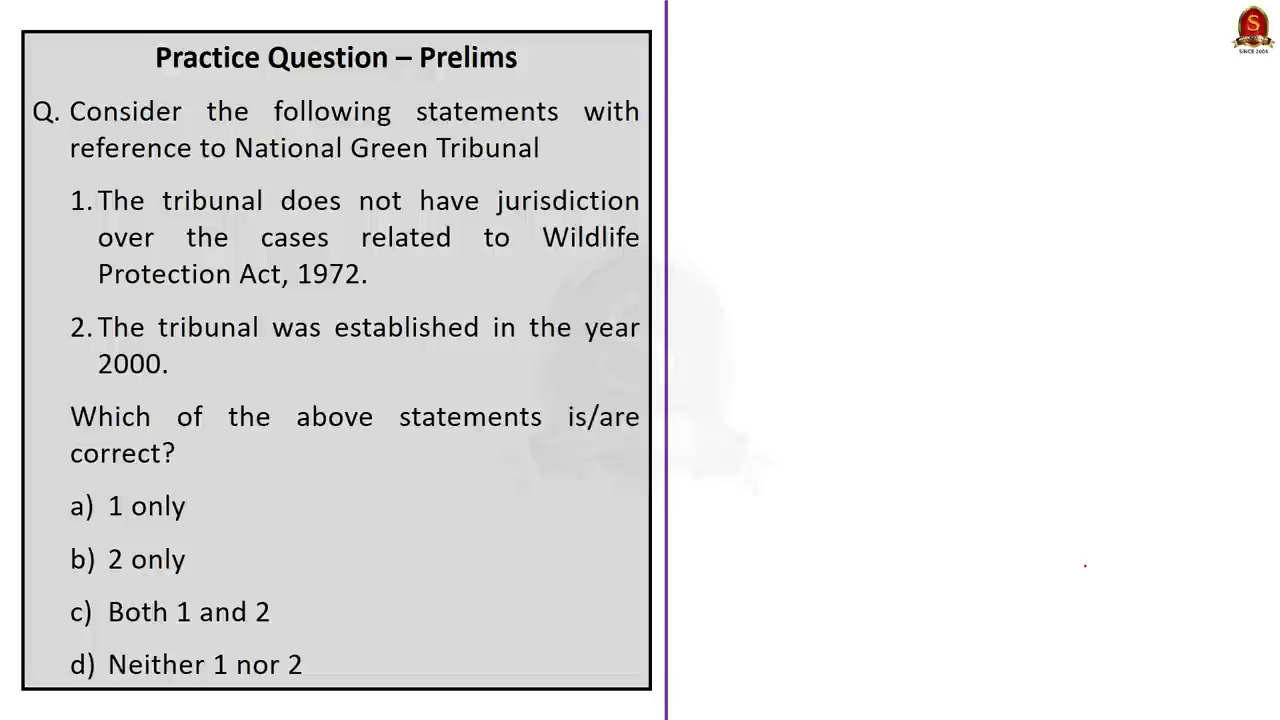 Practice Question – Prelims
Q. Consider the following statements with
reference to National Green Tribunal
1. The tribunal does not have jurisdiction
over the cases related to Wildlife
Protection Act, 1972.
2. The tribunal was established in the year
2000.
Which of the above statements is/are
correct?
a) 1 only
b) 2 only
c) Both 1 and 2
d) Neither 1 nor 2
S
SINCE 2004